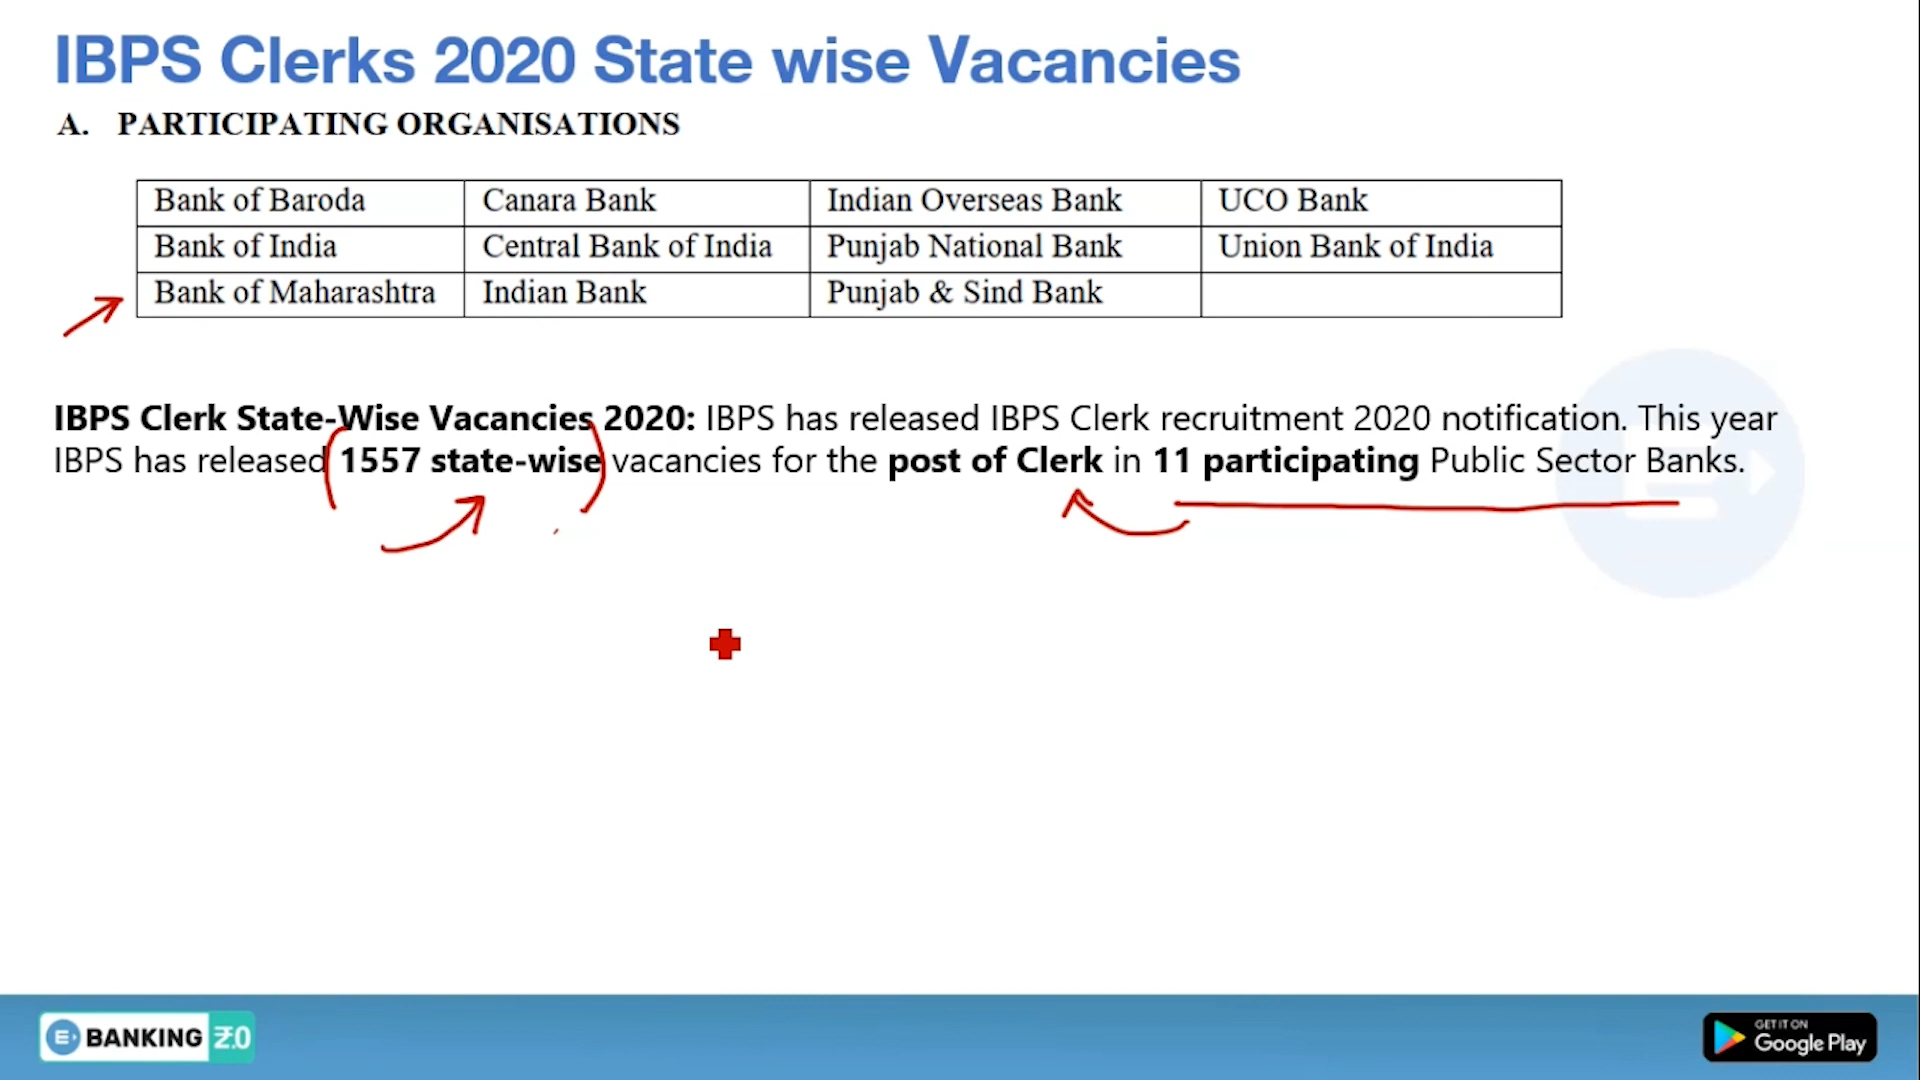 IBPS Clerks 2020 State wise Vacancies
A. PARTICIPATING ORGANISATIONS
Bank of Baroda Canara Bank Indian Overseas Bank UCO Bank
Bank of India Central Bank of India Punjab National Bank Union Bank of India
Bank of Maharashtra Indian Bank Punjab & Sind Bank
IBPS Clerk State-Wise Vacancies 2020: IBPS has released IBPS Clerk recruitment 2020 notification. This year
IBPS has released 1557 state-wise vacancies for the post of Clerk in 11 participating Public Sector Banks.
E BANKING ₹.0
GET IT ON
Google Play